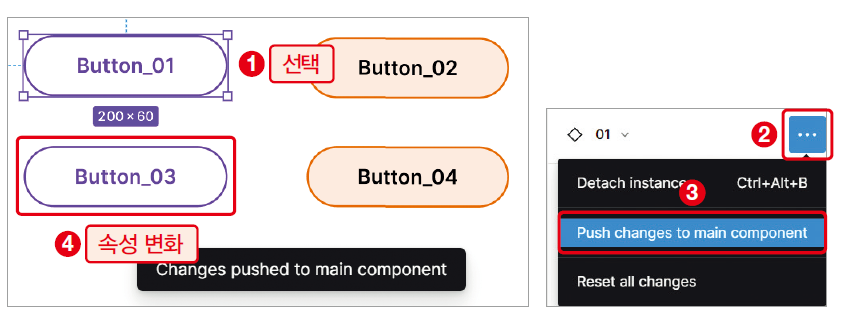 Button_01
1 선택
Button_02
200 × 60
Button_03
Button_04
4 속성 변화
Changes pushed to main component
01
2
Detach instance Ctrl+Alt+B
3
Push changes to main component
Reset all changes